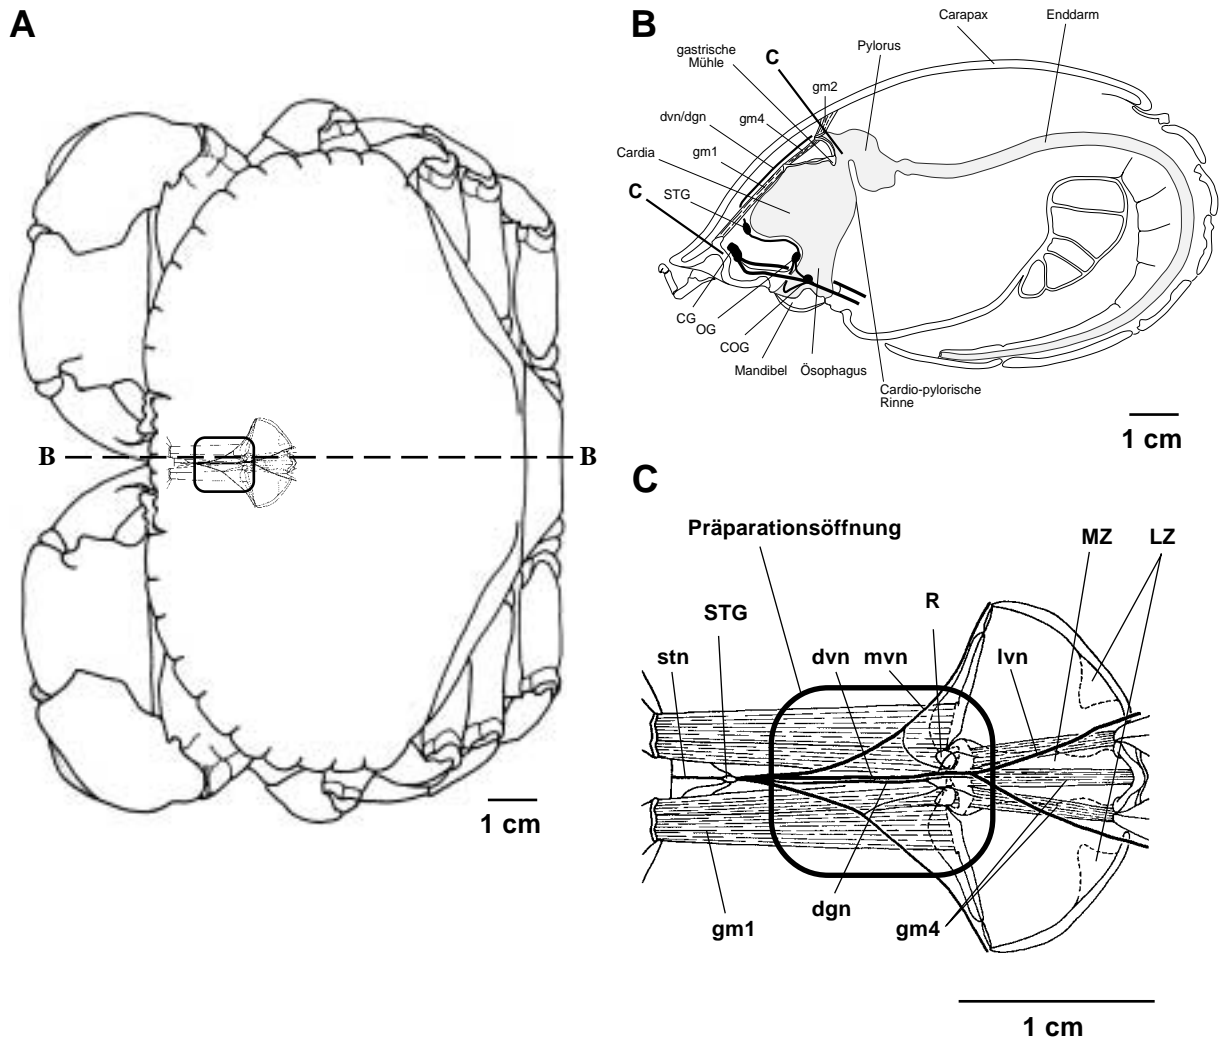 A
B
B
1 cm
B
Carapax
Enddarm
gastrische
Mühle
C
Pylorus
gm2
dvn/dgn
gm4
gm1
Cardia
STG
C
CG
OG
COG
Mandibel
Ösophagus
Cardio-pylorische
Rinne
1 cm
C
Präparationsöffnung
MZ
LZ
R
STG
stn
dvn
mvn
lvn
dgn
gm1
gm4
1 cm